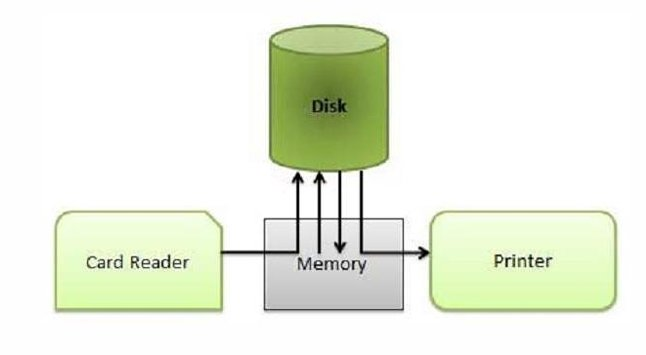 Disk
Card Reader
Memory
Printer